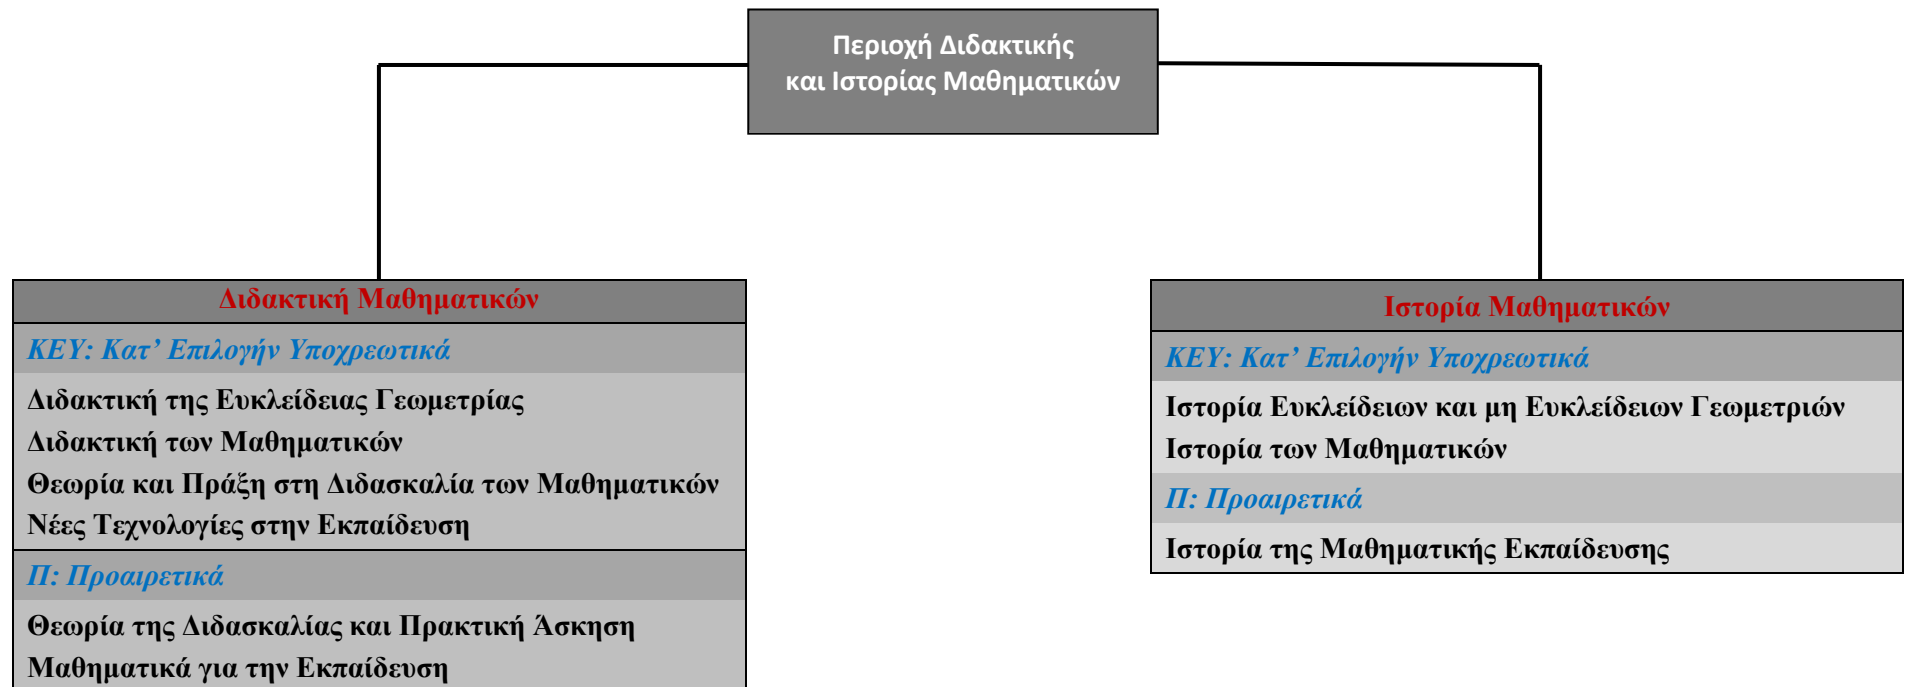 Περιοχή Διδακτικής
και Ιστορίας Μαθηματικών
Διδακτική Μαθηματικών
ΚΕΥ: Κατ’ Επιλογήν Υποχρεωτικά
Διδακτική της Ευκλείδειας Γεωμετρίας
Διδακτική των Μαθηματικών
Θεωρία και Πράξη στη Διδασκαλία των Μαθηματικών
Νέες Τεχνολογίες στην Εκπαίδευση
Π: Προαιρετικά
Θεωρία της Διδασκαλίας και Πρακτική Άσκηση
Μαθηματικά για την Εκπαίδευση
Ιστορία Μαθηματικών
ΚΕΥ: Κατ’ Επιλογήν Υποχρεωτικά
Ιστορία Ευκλείδειων και μη Ευκλείδειων Γεωμετριών
Ιστορία των Μαθηματικών
Π: Προαιρετικά
Ιστορία της Μαθηματικής Εκπαίδευσης